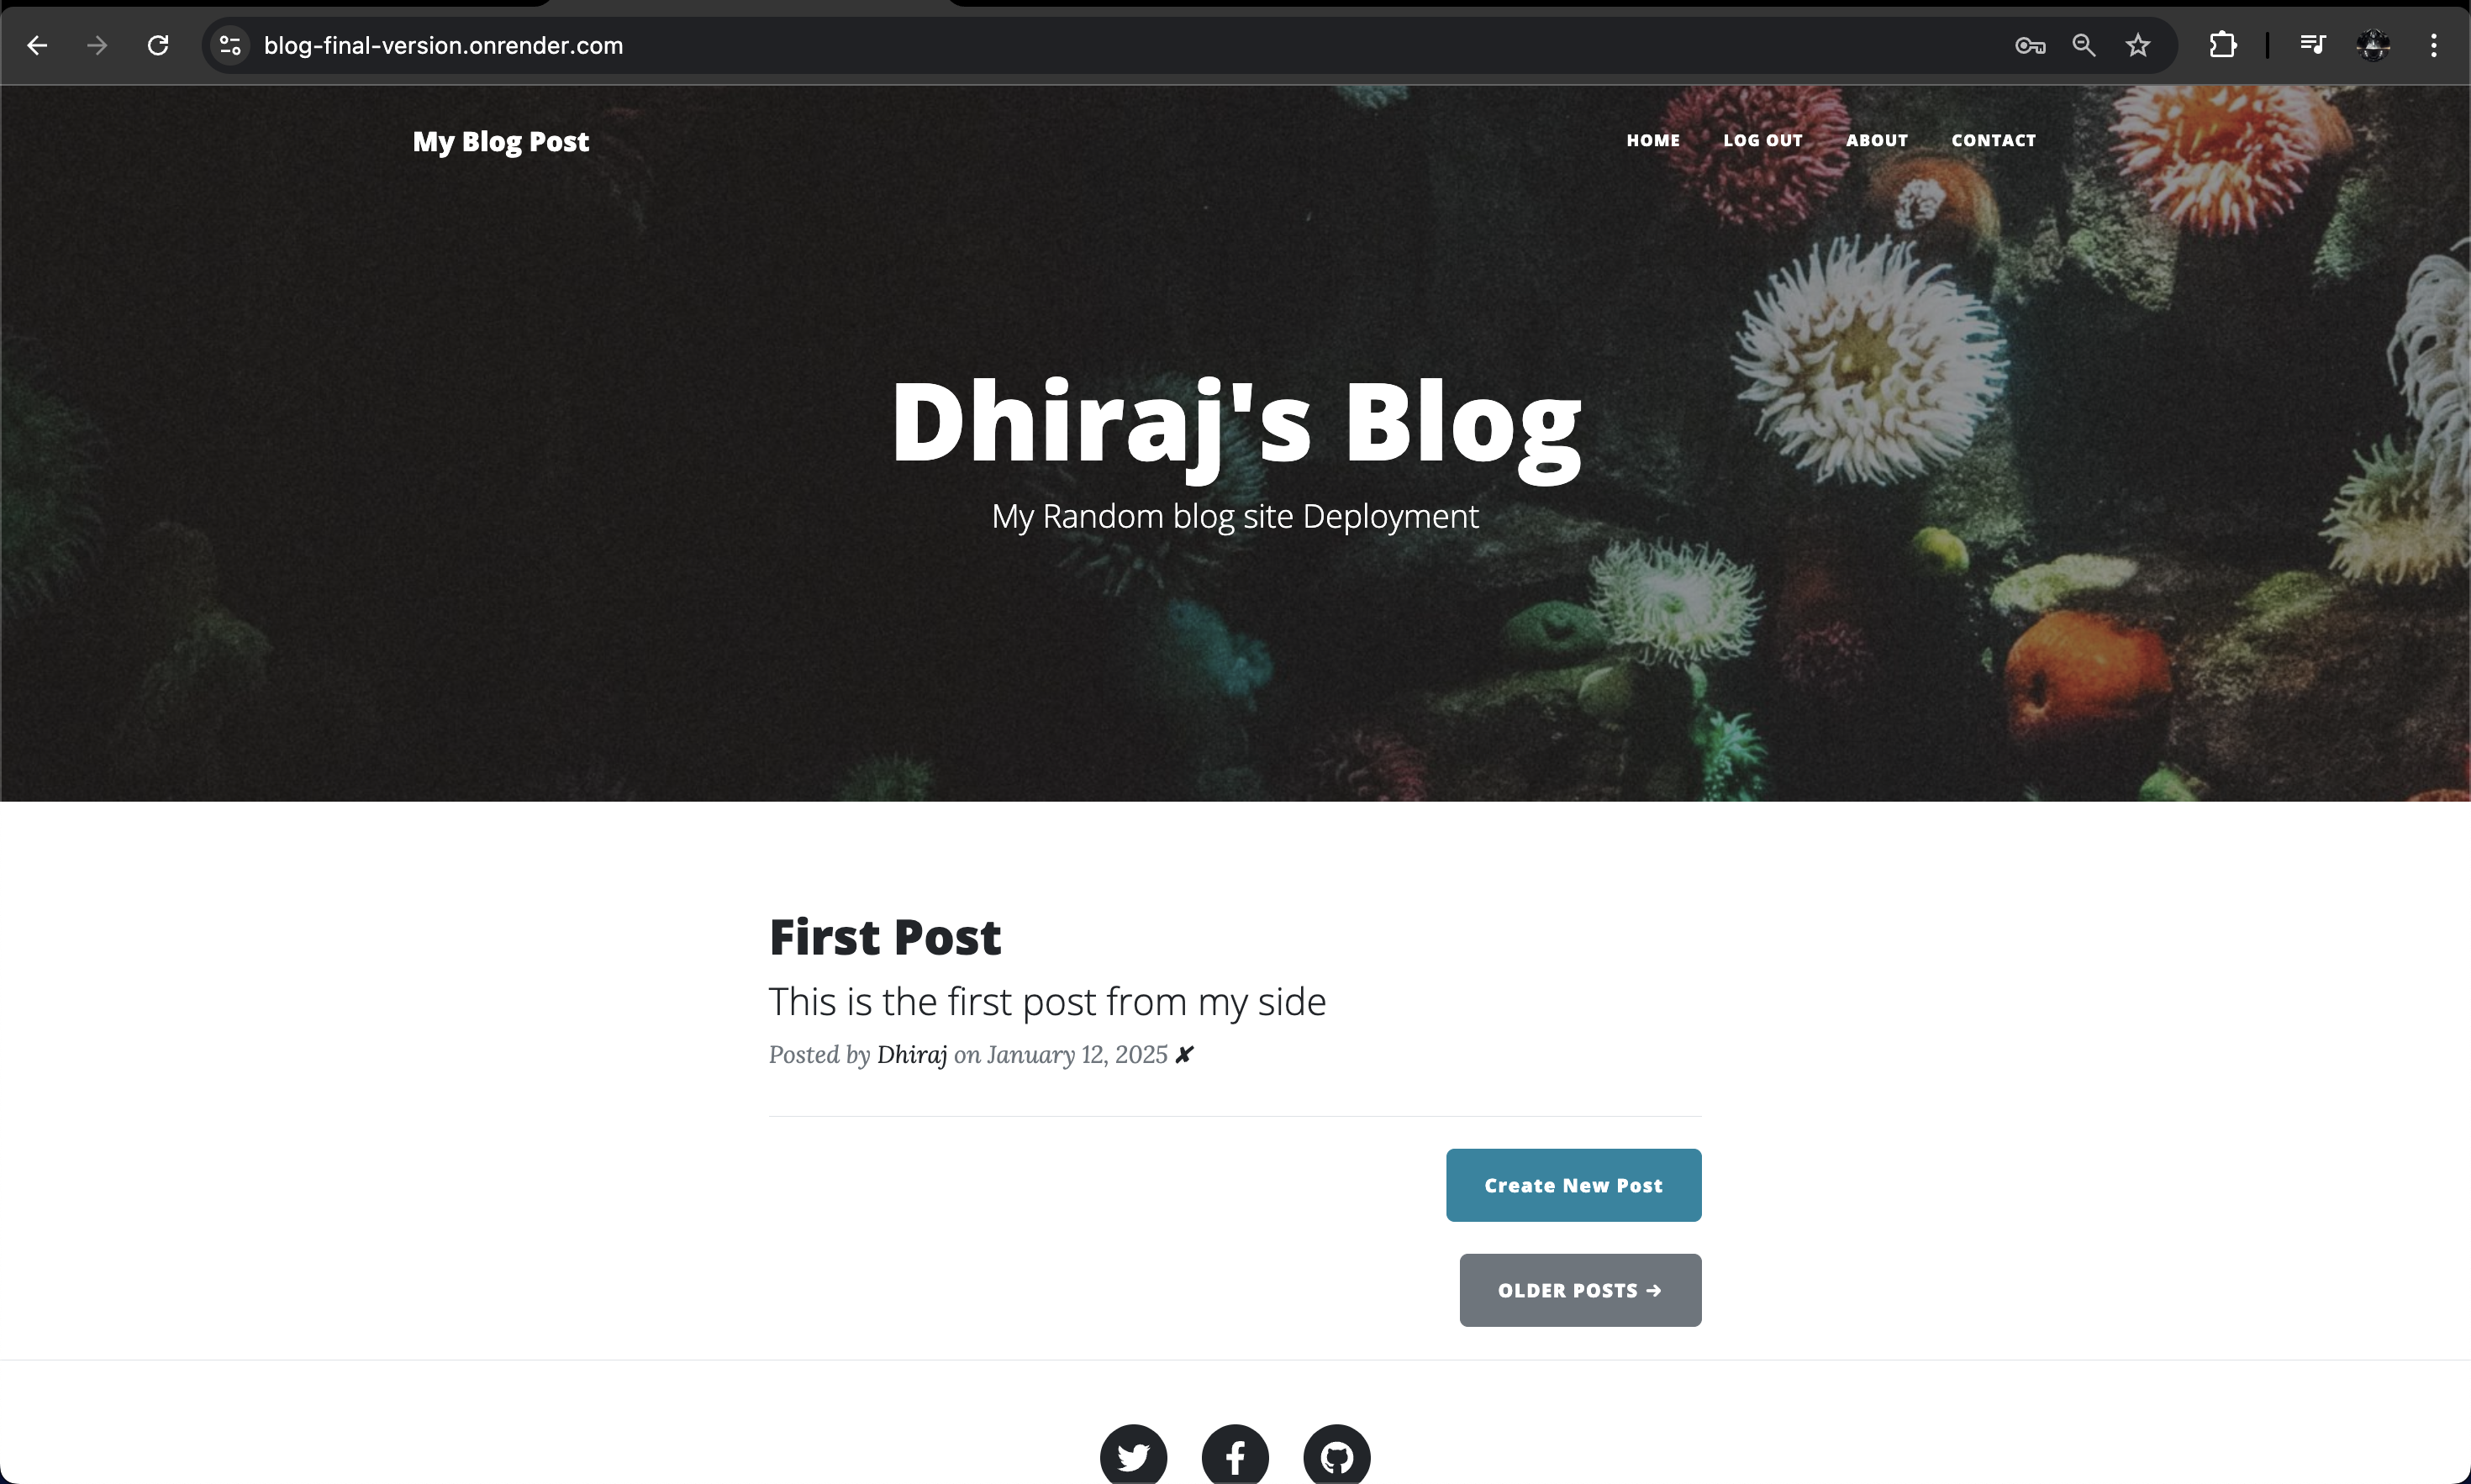 blog-final-version.onrender.com
My Blog Post
HOME LOG OUT ABOUT CONTACT
Dhiraj's Blog
My Random blog site Deployment
First Post
This is the first post from my side
Posted by Dhiraj on January 12, 2025 ✘
Create New Post
OLDER POSTS →